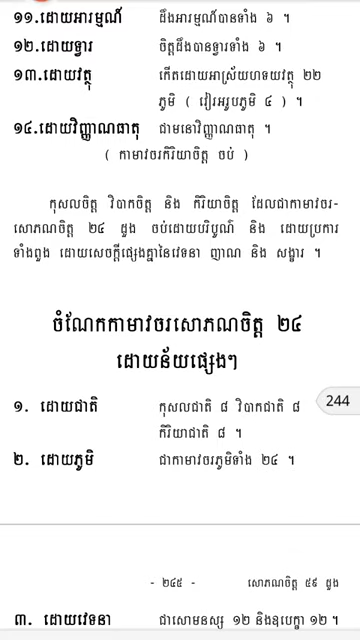 ១១.ដោយអារម្មណ៍ ដឹងអារម្មណ៍បានទាំង ៦ ។
១២.ដោយទ្វារ ចិត្តដឹងបានទ្វារទាំង ៦ ។
១៣.ដោយវត្ថុ កើតដោយអាស្រ័យហទយវត្ថុ ២២
ភូមិ ( វៀរអរូបភូមិ ៤ ) ។
១៤.ដោយវិញ្ញាណធាតុ ជាមនោវិញ្ញាណធាតុ ។
( កាមាវចរកិរិយាចិត្ត ចប់ )
កុសលចិត្ត វិបាកចិត្ត និង កិរិយាចិត្ត ដែលជាកាមាវចរ-
សោភណចិត្ត ២៤ ដួង ចប់ដោយបរិបូណ៌ និង ដោយប្រការ
ទាំងពួង ដោយសេចក្តីផ្សេងគ្នានៃវេទនា ញាណ និង សង្ខារ ។
ចំណែកកាមាវចរសោភណចិត្ត ២៤
ដោយន័យផ្សេងៗ
១. ដោយជាតិ កុសលជាតិ ៨ វិបាកជាតិ ៨
244
កិរិយាជាតិ ៨ ។
២. ដោយភូមិ ជាកាមាវចរភូមិទាំង ២៤ ។
- ២៤៥ - សោភណចិត្ត ៥៩ ដួង
៣. ដោយវេទនា ជាសោមនស្ស ១២ និងឧបេក្ខា ១២ ។